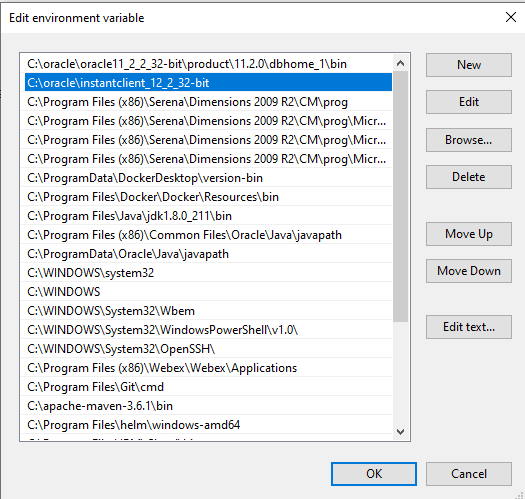 Edit environment variable
C:\oracle\oracle11_2_2_32-bit\product\11.2.0\dbhome_1\bin
C:\oracle\instantclient_12_2_32-bit
C:\Program Files (x86)\Serena\Dimensions 2009 R2\CM\prog
C:\Program Files (x86)\Serena\Dimensions 2009 R2\CM\prog\Micr...
C:\Program Files (x86)\Serena\Dimensions 2009 R2\CM\prog\Micr...
C:\Program Files (x86)\Serena\Dimensions 2009 R2\CM\prog\Micr...
C:\ProgramData\DockerDesktop\version-bin
C:\Program Files\Docker\Docker\Resources\bin
C:\Program Files\Java\jdk1.8.0_211\bin
C:\Program Files (x86)\Common Files\Oracle\Java\javapath
C:\ProgramData\Oracle\Java\javapath
C:\WINDOWS\system32
C:\WINDOWS
C:\WINDOWS\System32\Wbem
C:\WINDOWS\System32\WindowsPowerShell\v1.0\
C:\WINDOWS\System32\OpenSSH\
C:\Program Files (x86)\Webex\Webex\Applications
C:\Program Files\Git\cmd
C:\apache-maven-3.6.1\bin
C:\Program Files\helm\windows-amd64
New
Edit
Browse...
Delete
Move Up
Move Down
Edit text...
OK
Cancel